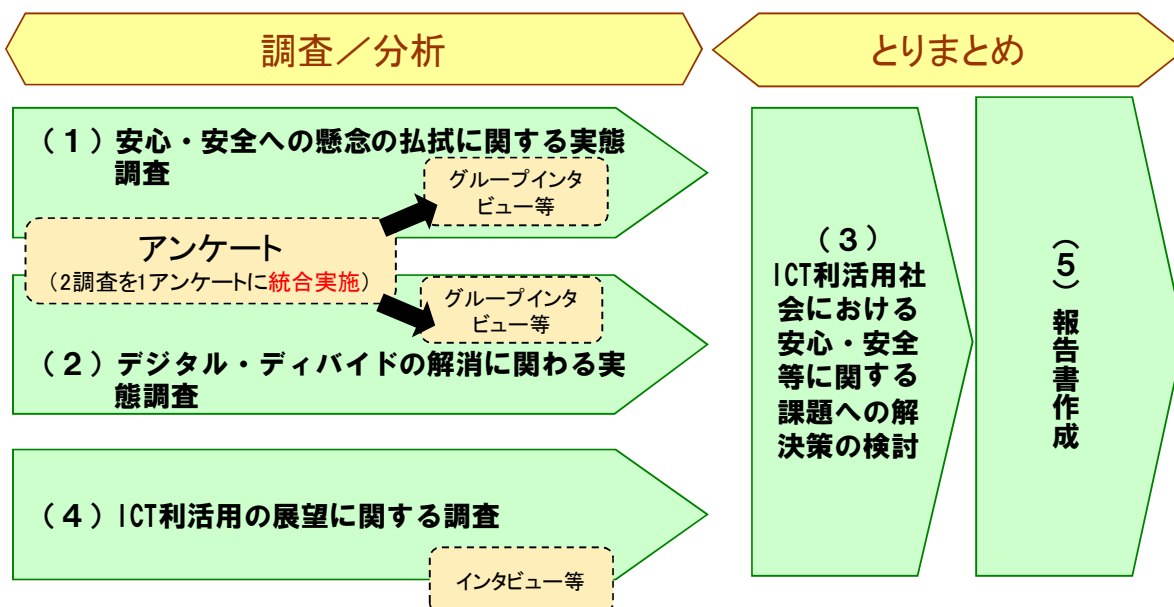 調査／分析
とりまとめ
（１）安心・安全への懸念の払拭に関する実態
調査
グループインタ
ビュー等
アンケート
（2調査を1アンケートに統合実施）
グループインタ
ビュー等
（２）デジタル・ディバイドの解消に関わる実
態調査
（４）ICT利活用の展望に関する調査
インタビュー等
（３）
ICT利活用社
会における
安心・安全
等に関する
課題への解
決策の検討
（５）報告書作成